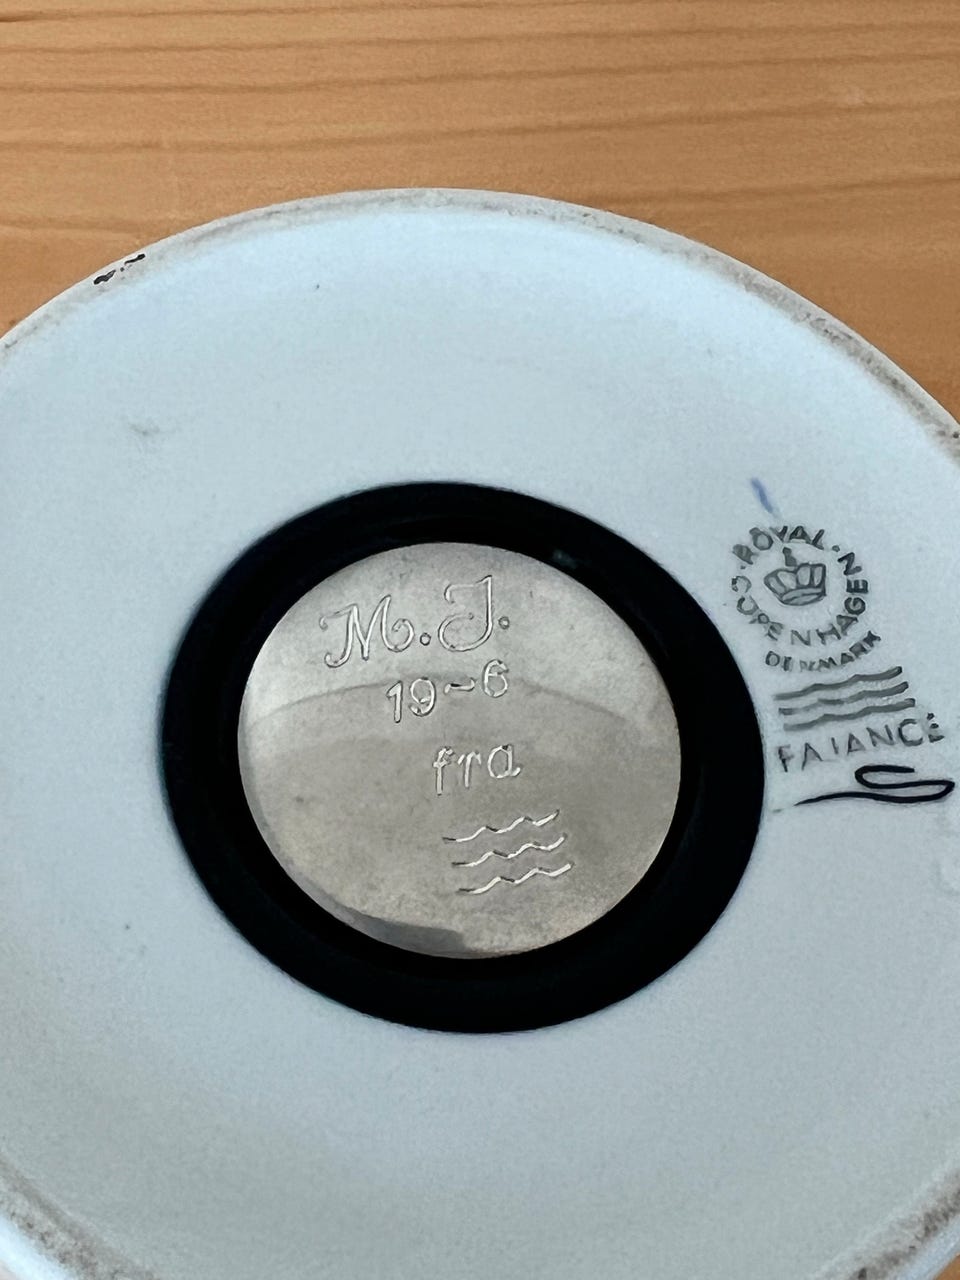 M.J.
19~6
fra
ROYAL·COPENHAGEN
DENMARK
FAIANCE